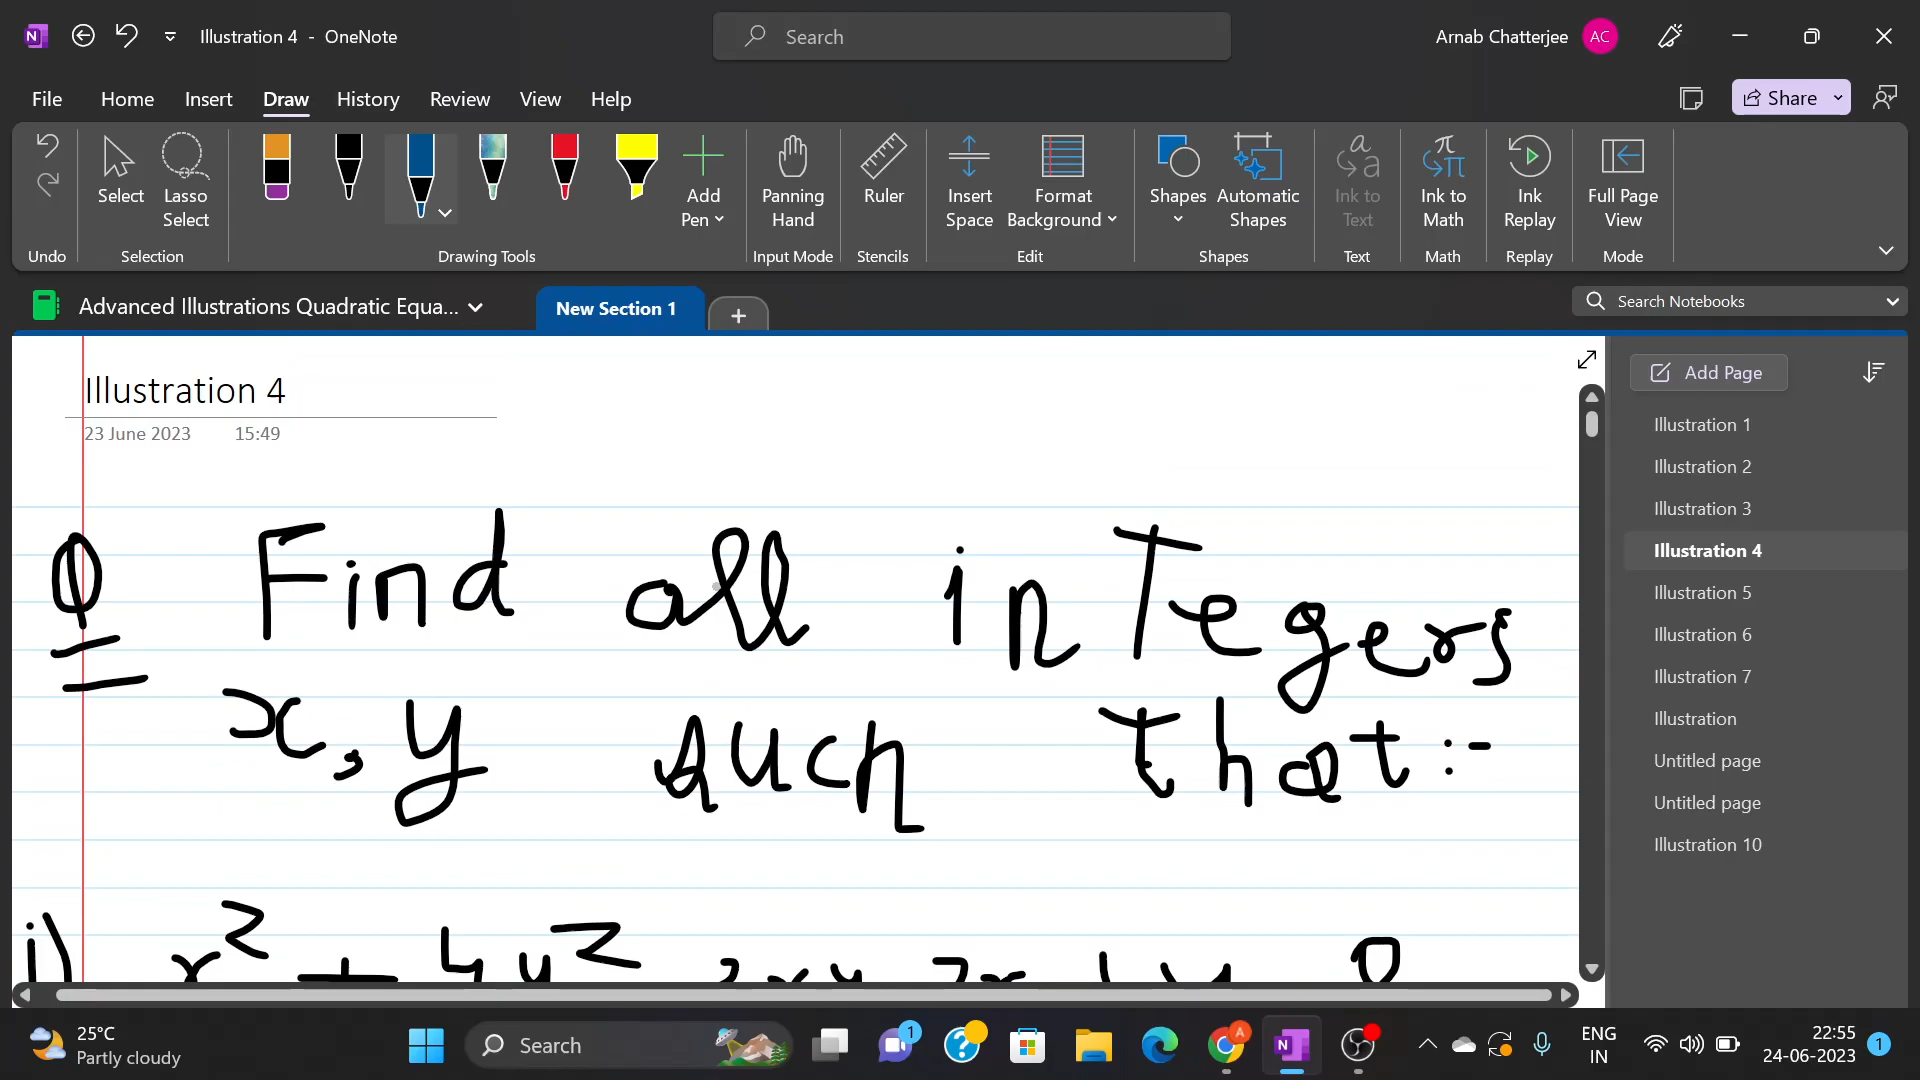 Illustration 4 - OneNote
Search
Arnab Chatterjee AC
File Home Insert Draw History Review View Help
Share
Select
Lasso Select
Add Pen
Panning Hand
Ruler
Insert Space
Format Background
Shapes
Automatic Shapes
Ink to Text
Ink to Math
Ink Replay
Full Page View
Undo Selection Drawing Tools Input Mode Stencils Edit Shapes Text Math Replay Mode
Advanced Illustrations Quadratic Equa...
New Section 1
Search Notebooks
Illustration 4
23 June 2023 15:49
Q Find all inTegers
x, y such that :-
i) x² + 4y²
Add Page
Illustration 1
Illustration 2
Illustration 3
Illustration 4
Illustration 5
Illustration 6
Illustration 7
Illustration
Untitled page
Untitled page
Illustration 10
25°C
Partly cloudy
Search
1
A
ENG
IN
22:55
24-06-2023
1